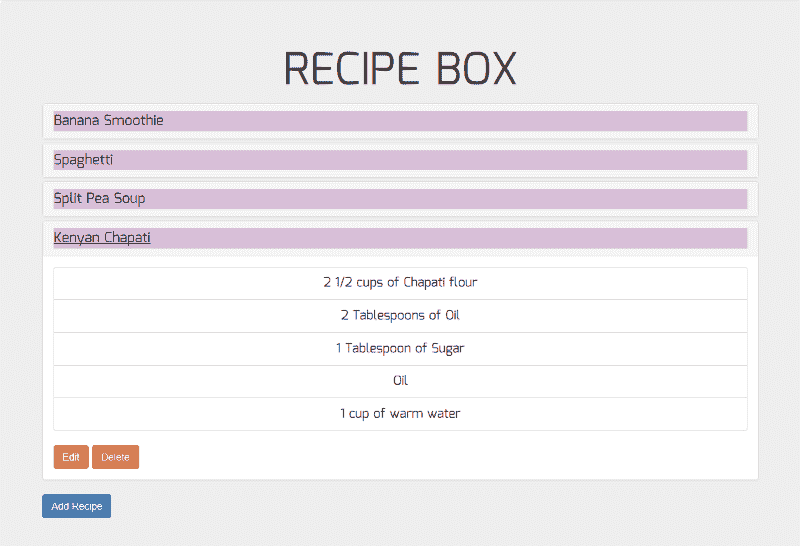 RECIPE BOX
Banana Smoothie
Spaghetti
Split Pea Soup
Kenyan Chapati
2 1/2 cups of Chapati flour
2 Tablespoons of Oil
1 Tablespoon of Sugar
Oil
1 cup of warm water
Edit Delete
Add Recipe